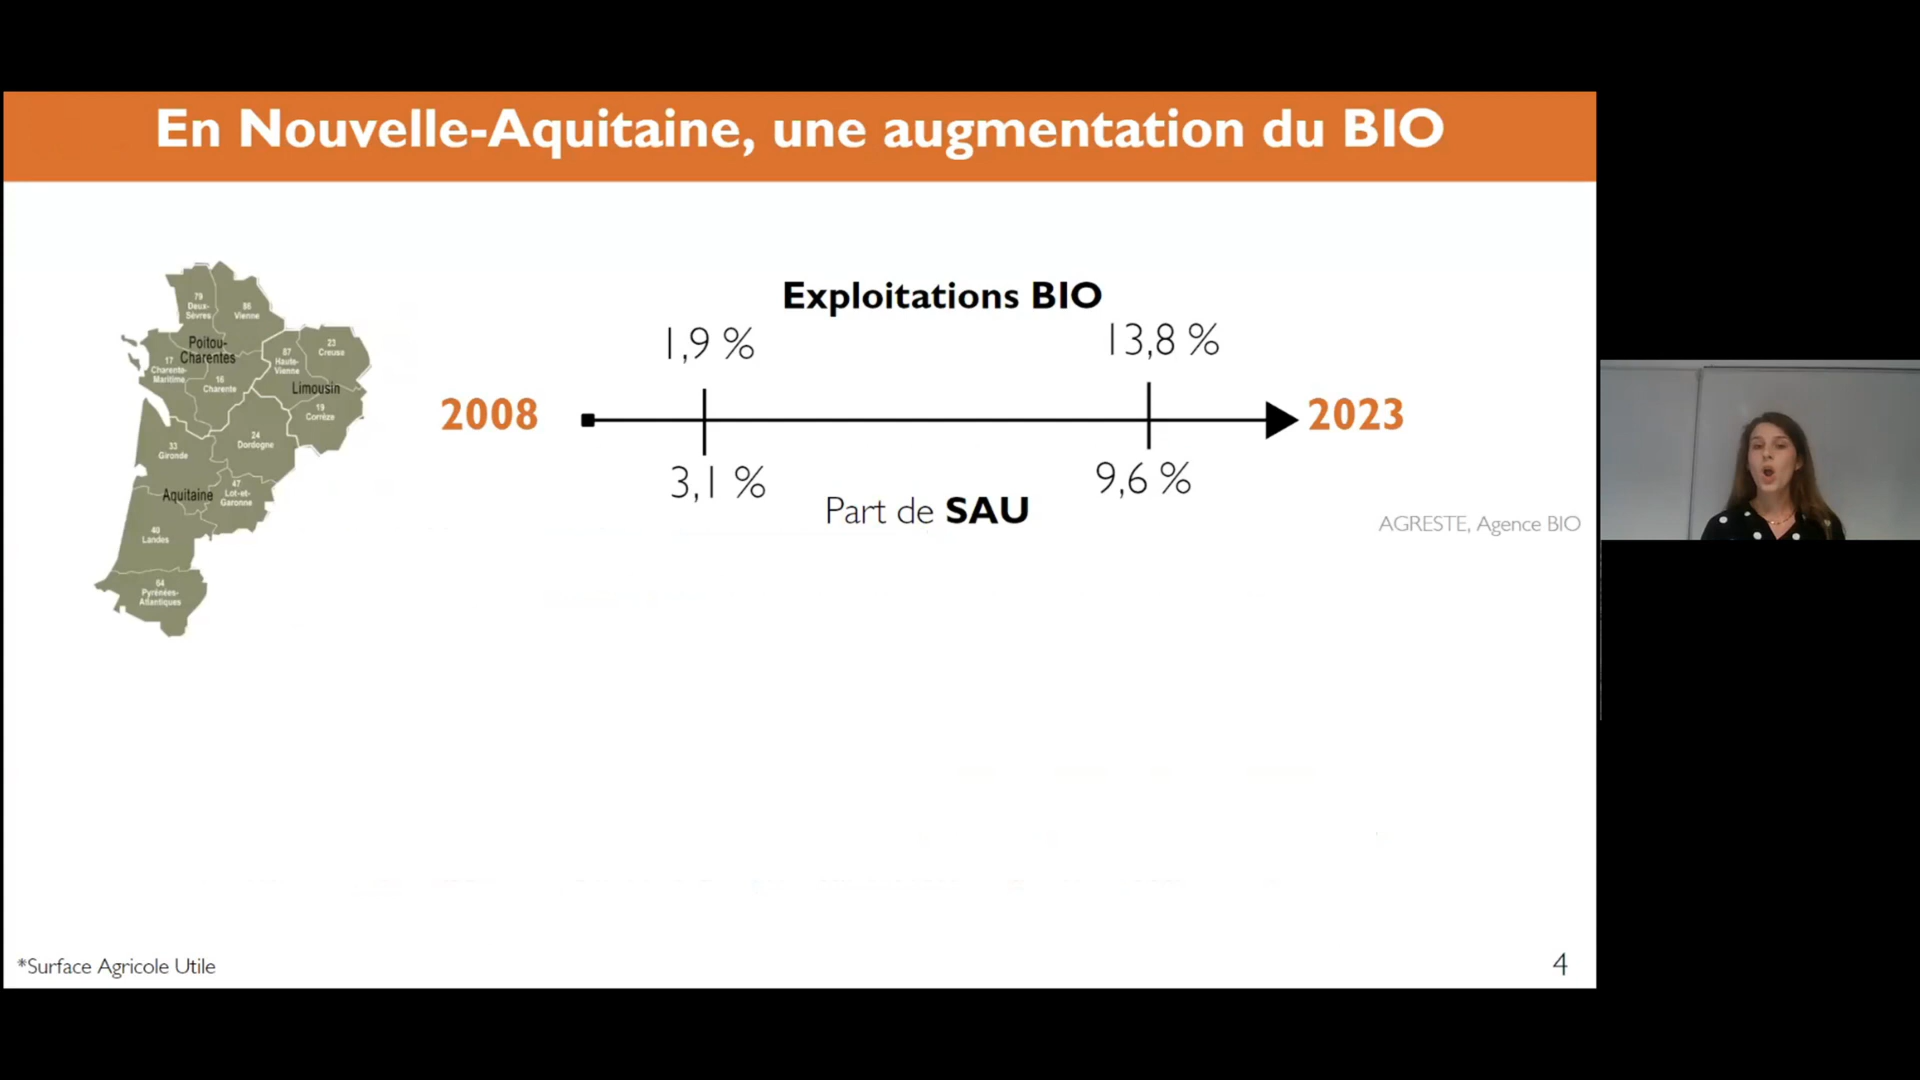 En Nouvelle-Aquitaine, une augmentation du BIO
79
Deux-
Sèvres
86
Vienne
Poitou-
Charentes
17
Charente-
Maritime
16
Charente
87
Haute-
Vienne
23
Creuse
Limousin
19
Corrèze
24
Dordogne
33
Gironde
Aquitaine
47
Lot-et-
Garonne
40
Landes
64
Pyrénées-
Atlantiques
Exploitations BIO
1,9 %
13,8 %
2008
2023
3,1 %
9,6 %
Part de SAU
AGRESTE, Agence BIO
*Surface Agricole Utile
4